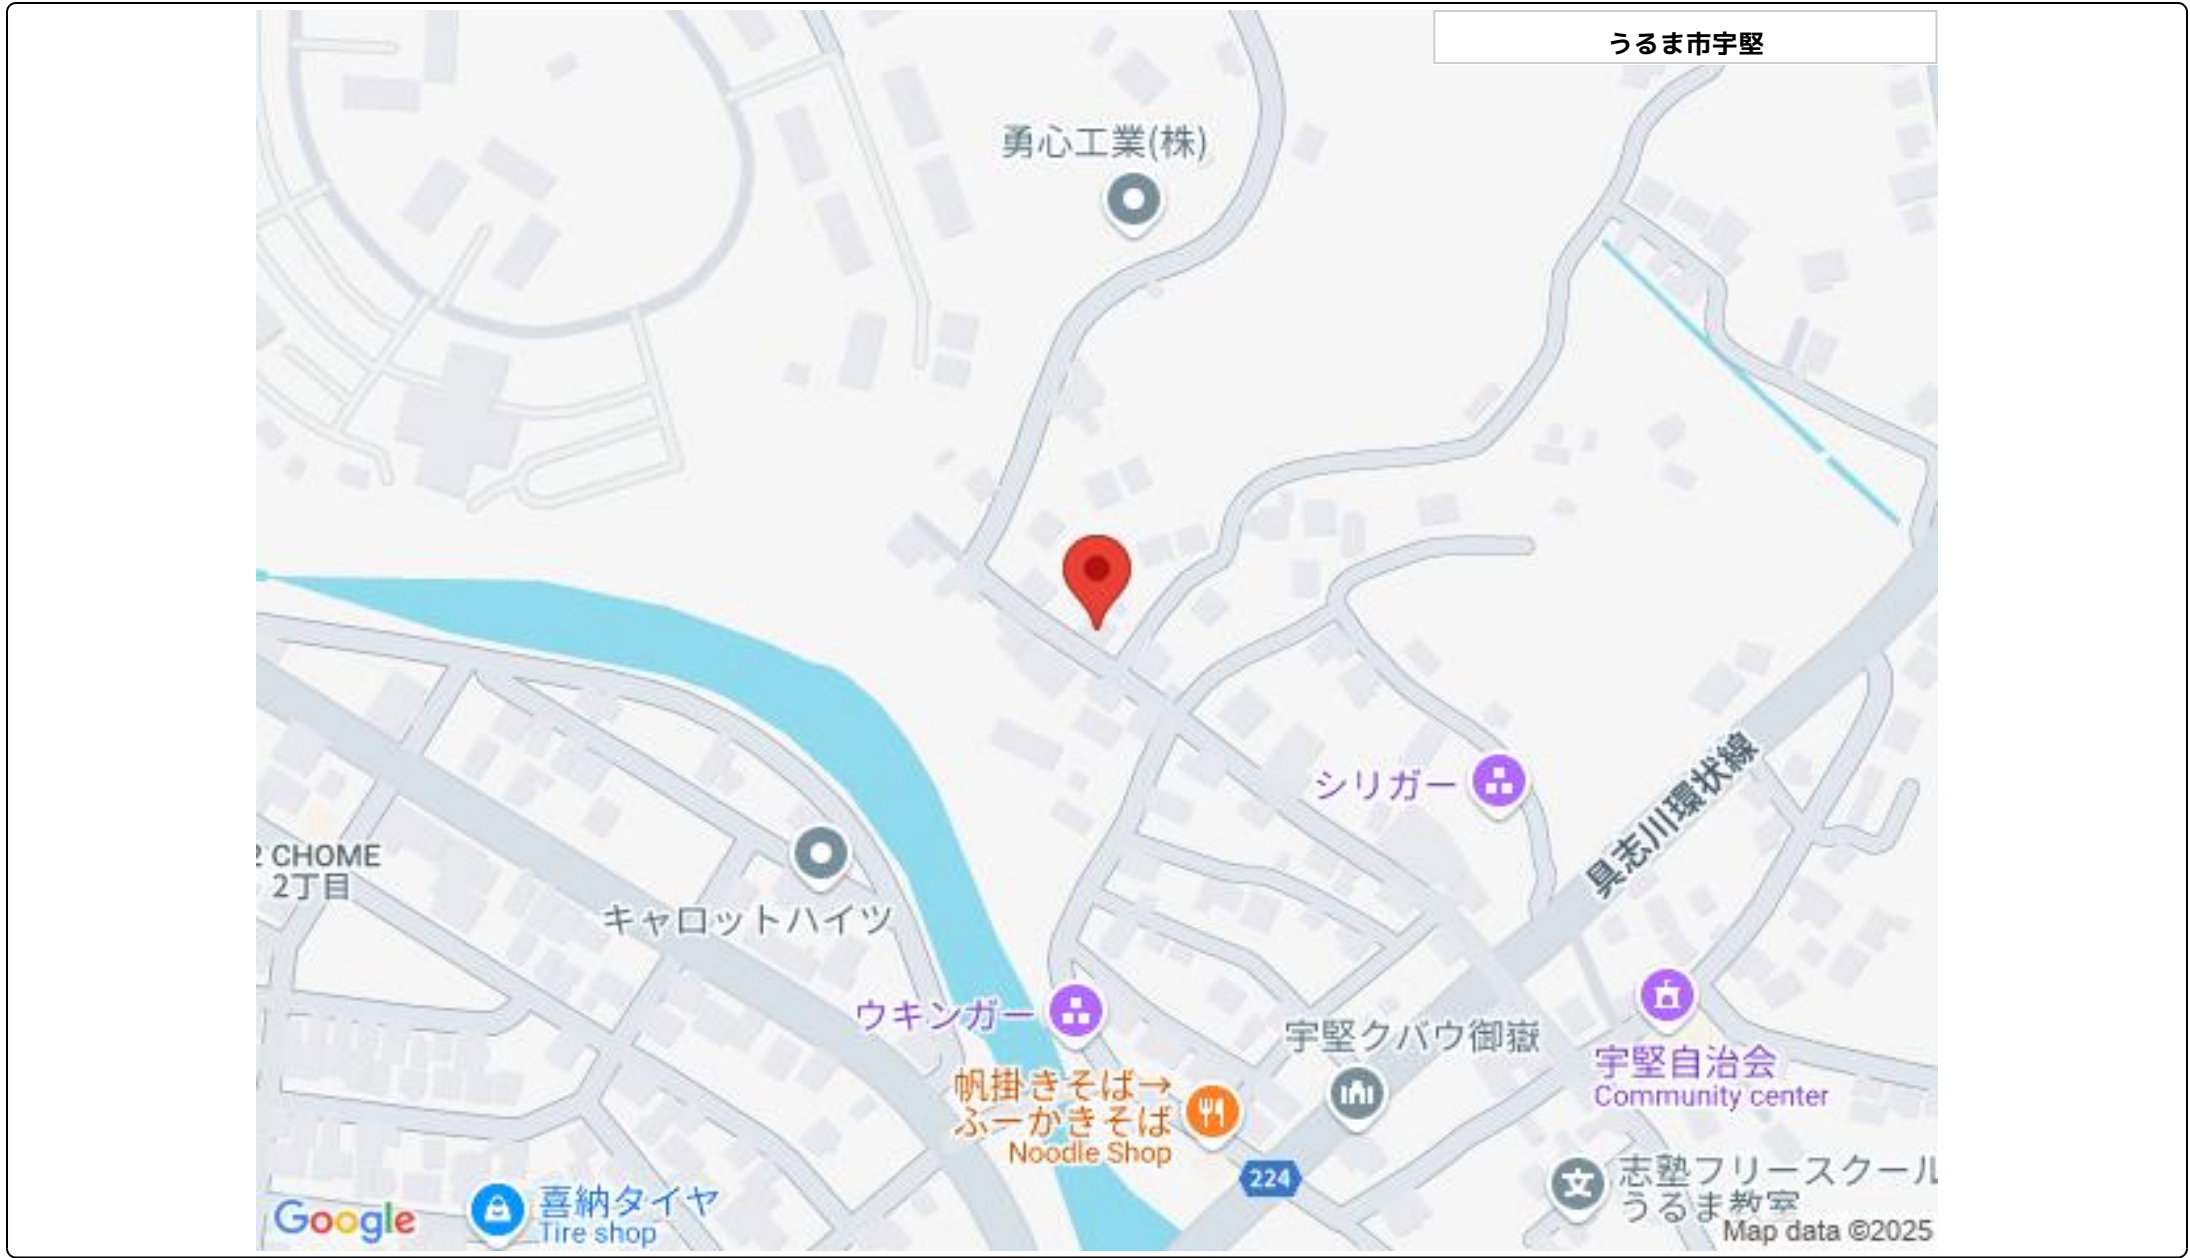 うるま市宇堅
勇心工業(株)
シリガー
具志川環状線
2 CHOME
2丁目
キャロットハイツ
ウキンガー
宇堅クバウ御嶽
宇堅自治会
Community center
帆掛きそば→
ふーかきそば
Noodle Shop
224
志塾フリースクール
うるま教室
喜納タイヤ
Tire shop
Google
Map data ©2025